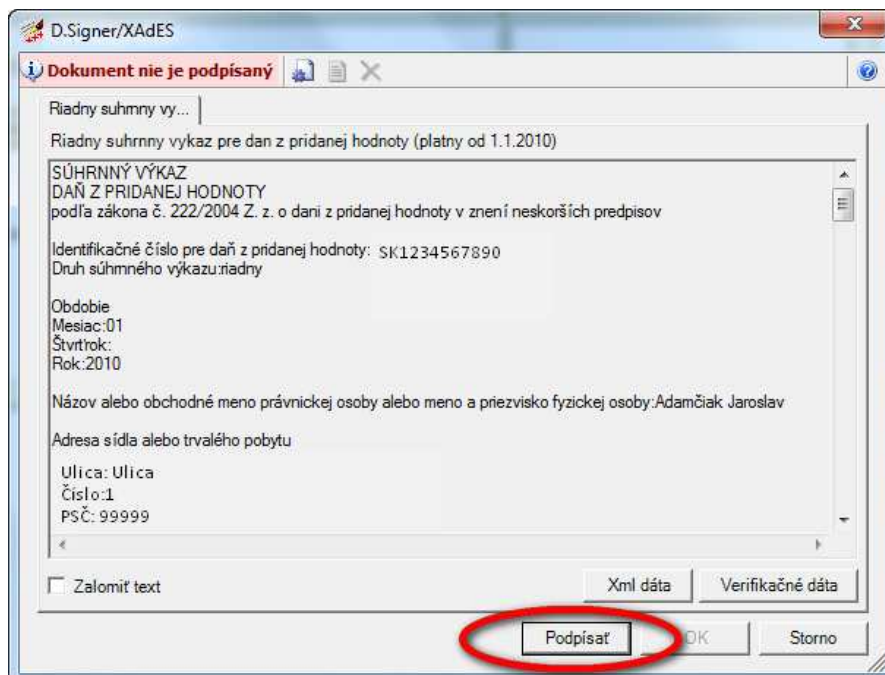 D.Signer/XAdES
Dokument nie je podpísaný
Riadny suhrnny vy...
Riadny suhrnny vykaz pre dan z pridanej hodnoty (platny od 1.1.2010)
SÚHRNNÝ VÝKAZ
DAŇ Z PRIDANEJ HODNOTY
podľa zákona č. 222/2004 Z. z. o dani z pridanej hodnoty v znení neskorších predpisov
Identifikačné číslo pre daň z pridanej hodnoty: SK1234567890
Druh súhrnného výkazu:riadny
Obdobie
Mesiac:01
Štvrťrok:
Rok:2010
Názov alebo obchodné meno právnickej osoby alebo meno a priezvisko fyzickej osoby:Adamčiak Jaroslav
Adresa sídla alebo trvalého pobytu
Ulica: Ulica
Číslo:1
PSČ: 99999
Zalomiť text
Xml dáta
Verifikačné dáta
Podpísať
OK
Storno